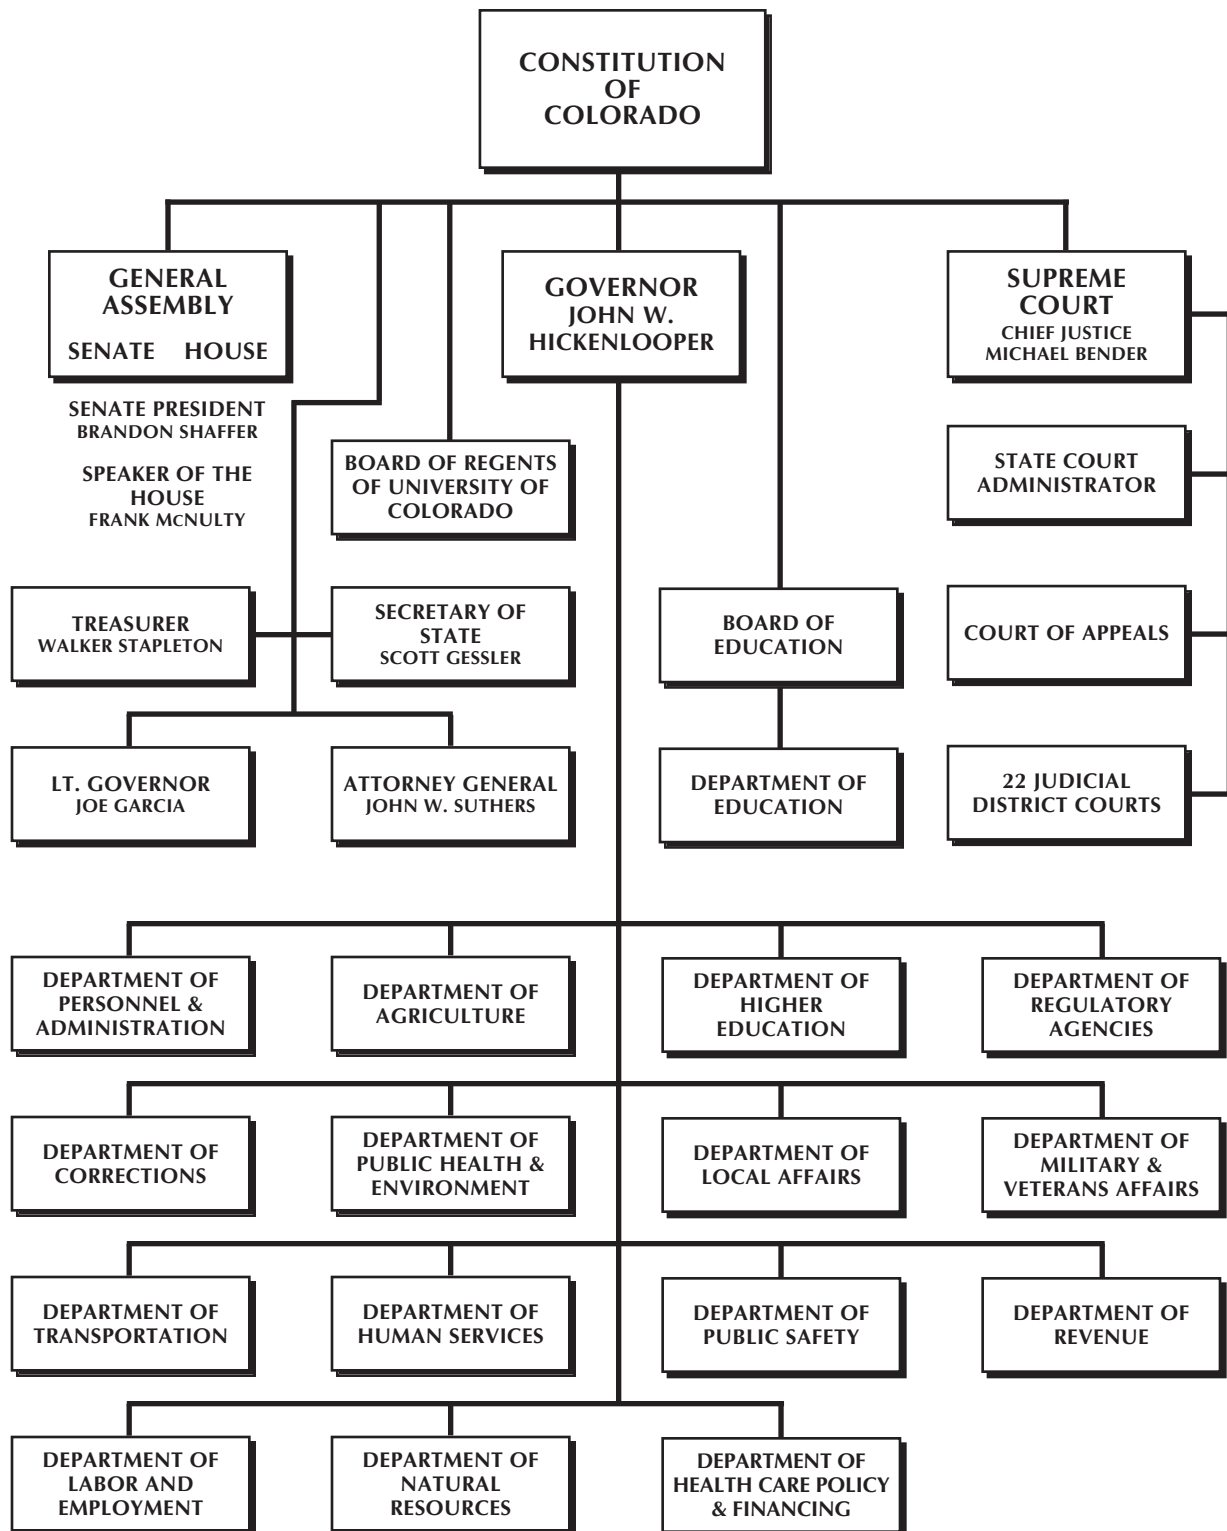 CONSTITUTION
OF
COLORADO
GENERAL
ASSEMBLY
SENATE HOUSE
SENATE PRESIDENT
BRANDON SHAFFER
SPEAKER OF THE
HOUSE
FRANK McNULTY
GOVERNOR
JOHN W.
HICKENLOOPER
SUPREME
COURT
CHIEF JUSTICE
MICHAEL BENDER
BOARD OF REGENTS
OF UNIVERSITY OF
COLORADO
STATE COURT
ADMINISTRATOR
TREASURER
WALKER STAPLETON
SECRETARY OF
STATE
SCOTT GESSLER
BOARD OF
EDUCATION
COURT OF APPEALS
LT. GOVERNOR
JOE GARCIA
ATTORNEY GENERAL
JOHN W. SUTHERS
DEPARTMENT OF
EDUCATION
22 JUDICIAL
DISTRICT COURTS
DEPARTMENT OF
PERSONNEL &
ADMINISTRATION
DEPARTMENT OF
AGRICULTURE
DEPARTMENT OF
HIGHER
EDUCATION
DEPARTMENT OF
REGULATORY
AGENCIES
DEPARTMENT OF
CORRECTIONS
DEPARTMENT OF
PUBLIC HEALTH &
ENVIRONMENT
DEPARTMENT OF
LOCAL AFFAIRS
DEPARTMENT OF
MILITARY &
VETERANS AFFAIRS
DEPARTMENT OF
TRANSPORTATION
DEPARTMENT OF
HUMAN SERVICES
DEPARTMENT OF
PUBLIC SAFETY
DEPARTMENT OF
REVENUE
DEPARTMENT OF
LABOR AND
EMPLOYMENT
DEPARTMENT OF
NATURAL
RESOURCES
DEPARTMENT OF
HEALTH CARE POLICY
& FINANCING